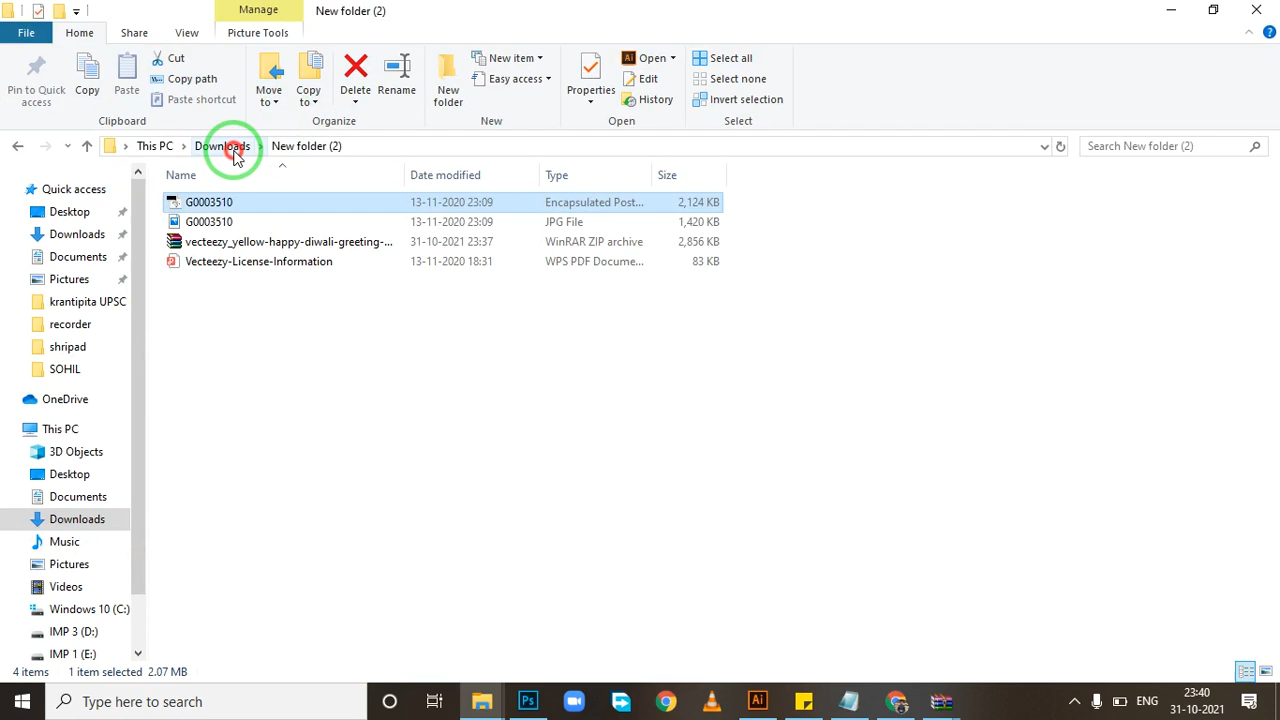 Manage
New folder (2)
File
Home
Share
View
Picture Tools
Pin to Quick access
Copy
Paste
Cut
Copy path
Paste shortcut
Clipboard
Move to
Copy to
Delete
Rename
Organize
New folder
New item
Easy access
New
Properties
Open
Edit
History
Open
Select all
Select none
Invert selection
Select
This PC
Downloads
New folder (2)
Search New folder (2)
Name
Date modified
Type
Size
G0003510 13-11-2020 23:09 Encapsulated Post... 2,124 KB
G0003510 13-11-2020 23:09 JPG File 1,420 KB
vecteezy_yellow-happy-diwali-greeting-... 31-10-2021 23:37 WinRAR ZIP archive 2,856 KB
Vecteezy-License-Information 13-11-2020 18:31 WPS PDF Docume... 83 KB
Quick access
Desktop
Downloads
Documents
Pictures
krantipita UPSC
recorder
shripad
SOHIL
OneDrive
This PC
3D Objects
Desktop
Documents
Downloads
Music
Pictures
Videos
Windows 10 (C:)
IMP 3 (D:)
IMP 1 (E:)
4 items
1 item selected 2.07 MB
Type here to search
Ps
Ai
ENG
23:40
31-10-2021